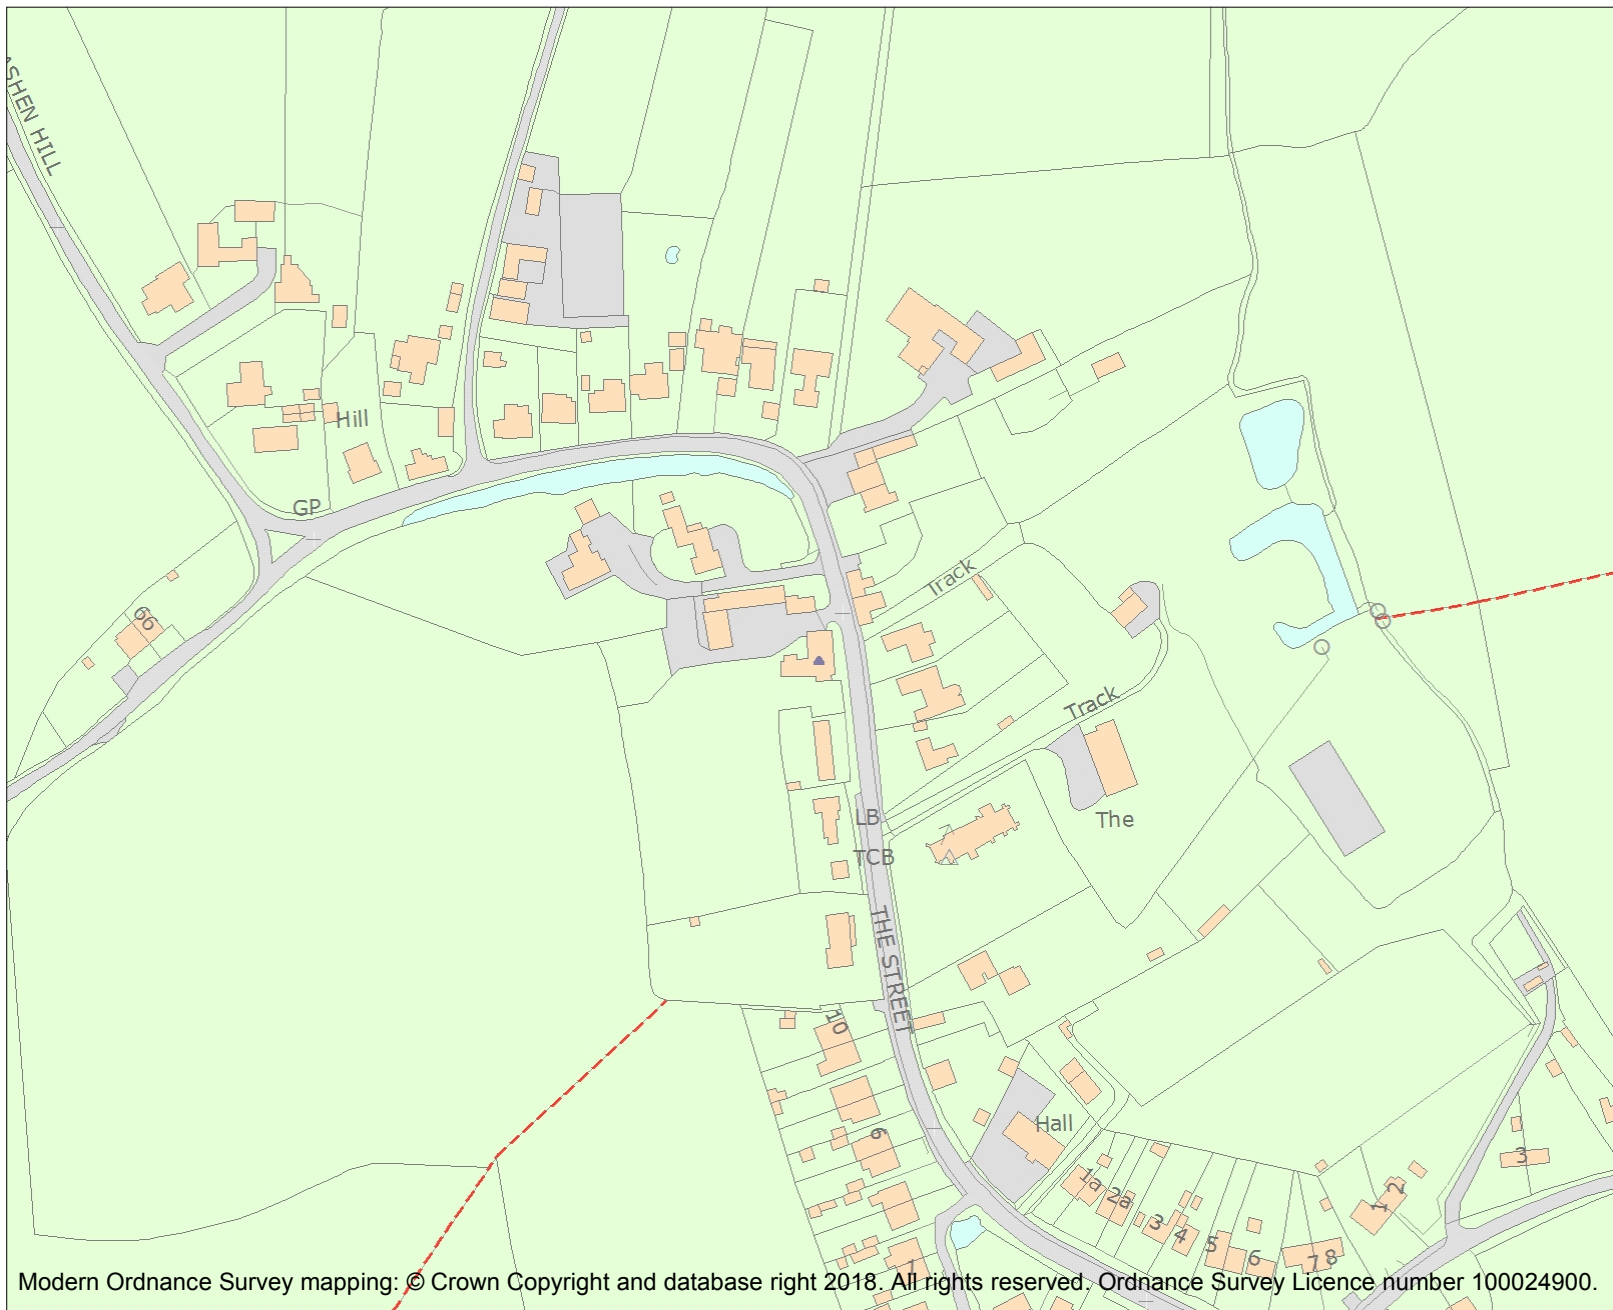 ASHEN HILL
Hill
GP
66
Track
Track
The
LB
TCB
THE STREET
10
Hall
6
1a
2a
3
4
5
6
7
8
1
2
3
1
Modern Ordnance Survey mapping: © Crown Copyright and database right 2018. All rights reserved. Ordnance Survey Licence number 100024900.